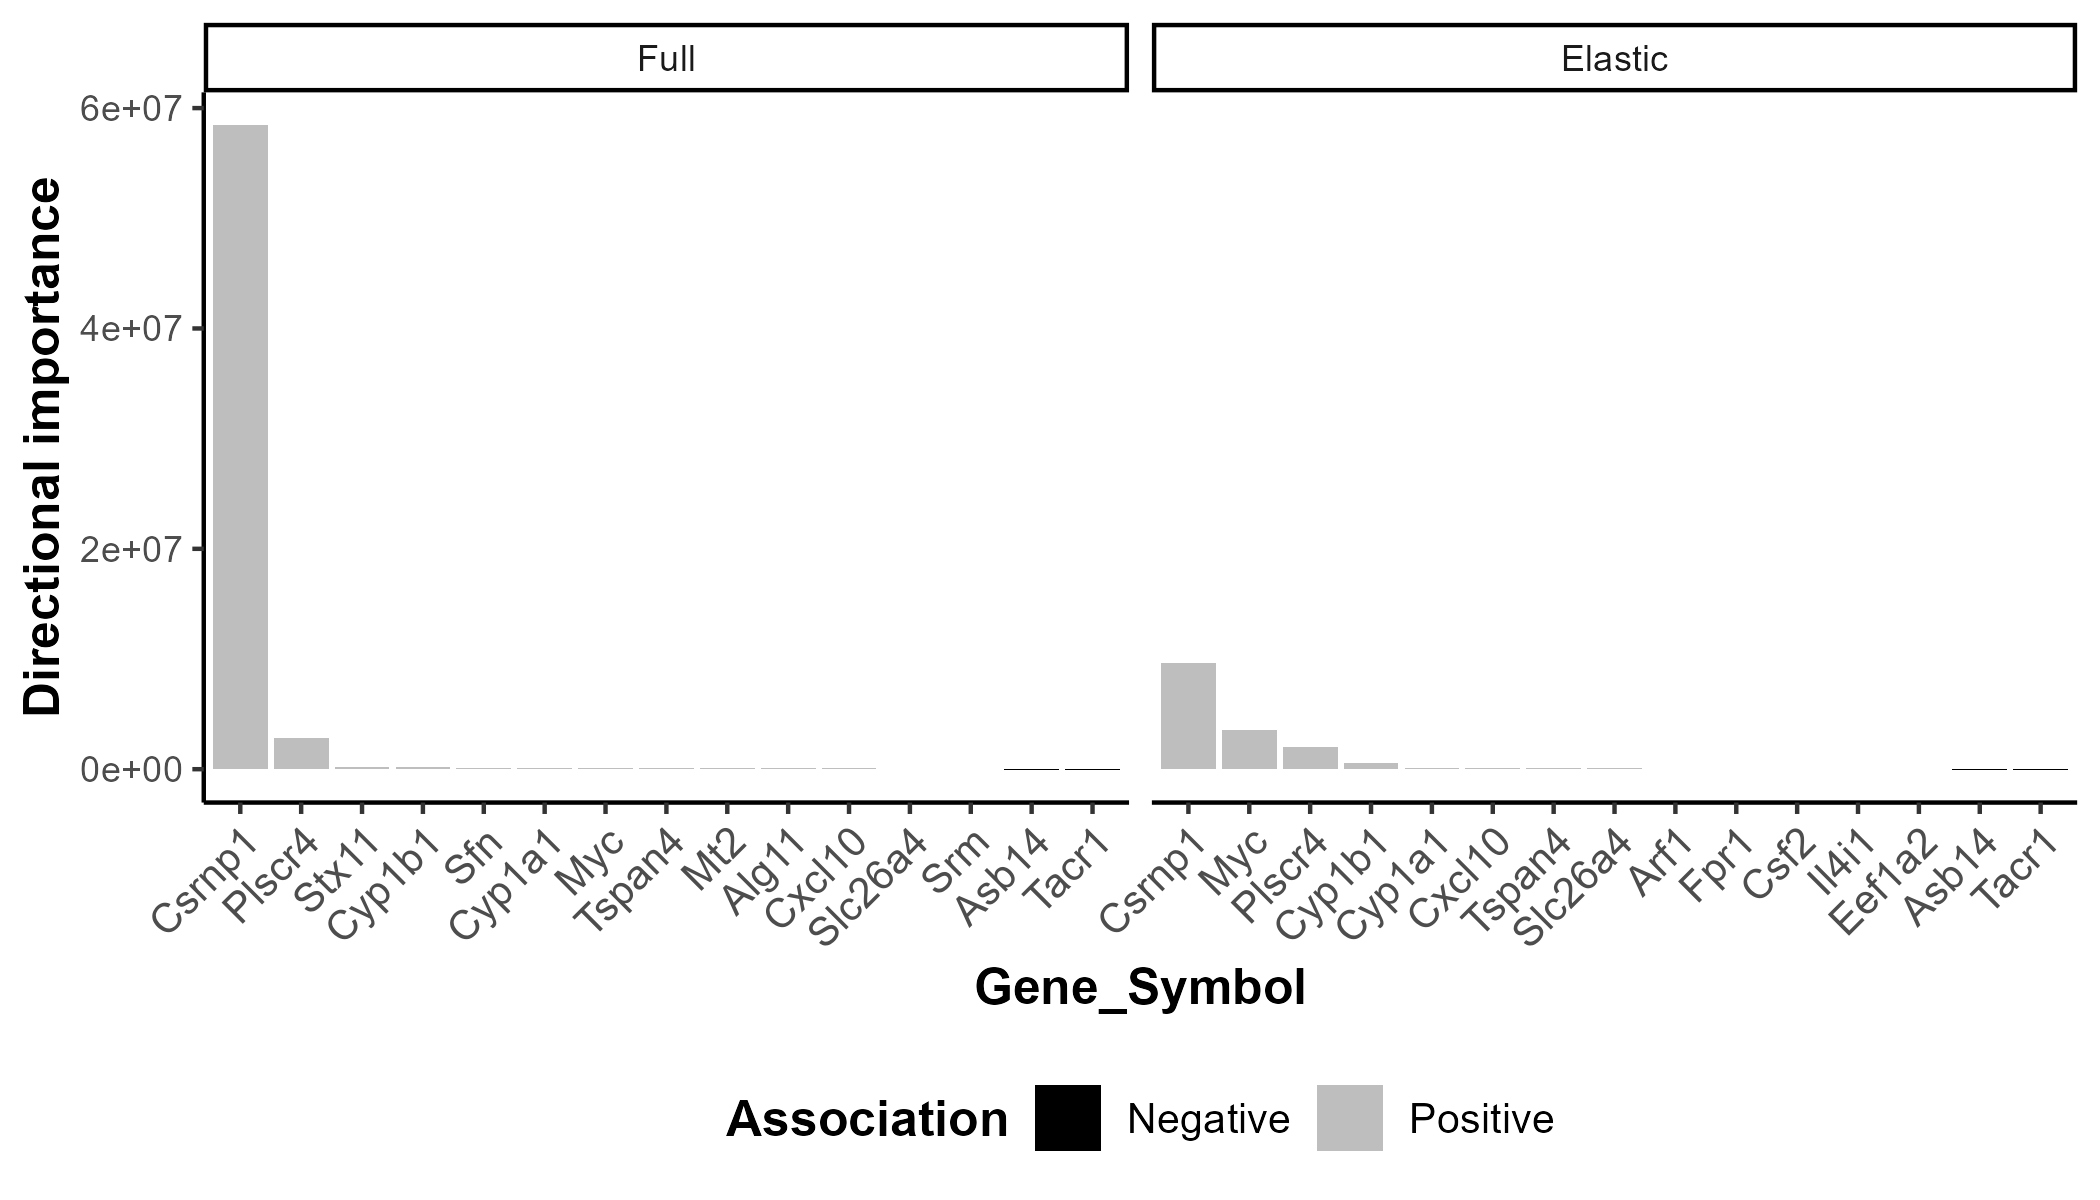 Full
Elastic
Directional importance
6e+07
4e+07
2e+07
0e+00
Csrnp1
Plscr4
Stx11
Cyp1b1
Sfn
Cyp1a1
Myc
Tspan4
Mt2
Alg11
Cxcl10
Slc26a4
Srm
Asb14
Tacr1
Csrnp1
Myc
Plscr4
Cyp1b1
Cyp1a1
Cxcl10
Tspan4
Slc26a4
Arf1
Fpr1
Csf2
Il4i1
Eef1a2
Asb14
Tacr1
Gene_Symbol
Association Negative Positive